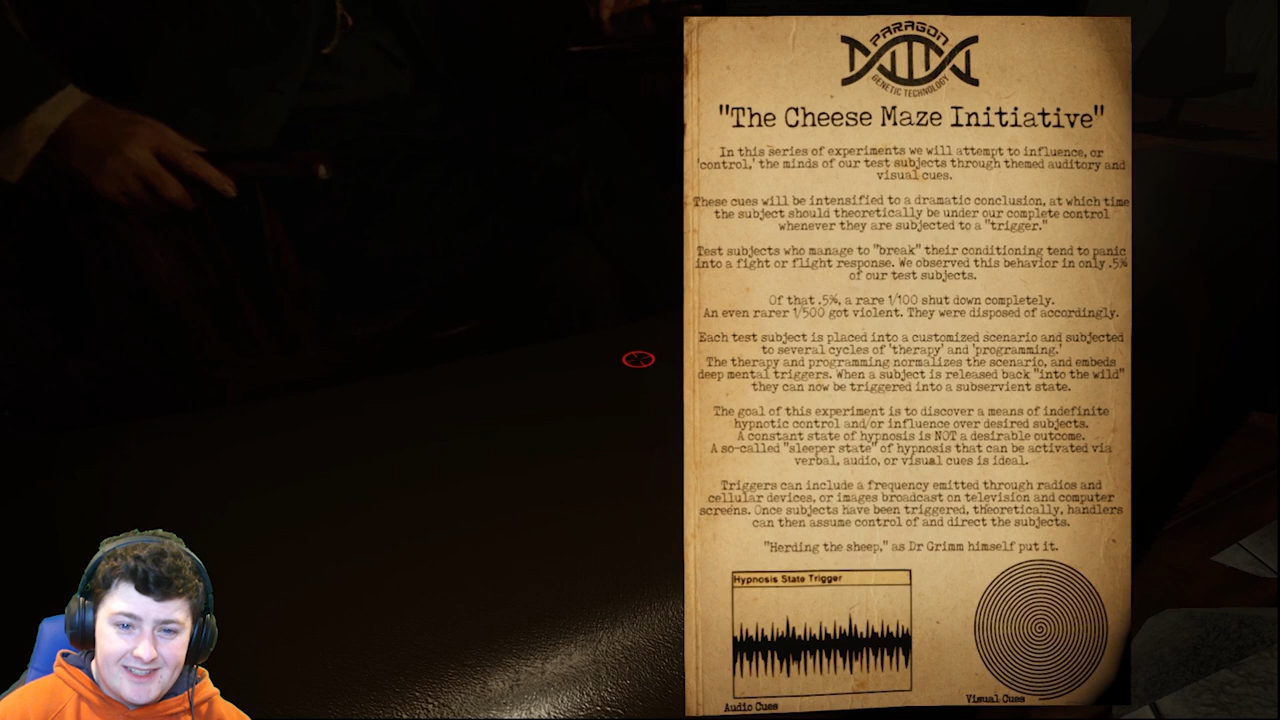 PARAGON
GENETIC TECHNOLOGY
"The Cheese Maze Initiative"
In this series of experiments we will attempt to influence, or
'control,' the minds of our test subjects through themed auditory and
visual cues.
These cues will be intensified to a dramatic conclusion, at which time
the subject should theoretically be under our complete control
whenever they are subjected to a "trigger."
Test subjects who manage to "break" their conditioning tend to panic
into a fight or flight response. We observed this behavior in only .5%
of our test subjects.
Of that .5%, a rare 1/100 shut down completely.
An even rarer 1/500 got violent. They were disposed of accordingly.
Each test subject is placed into a customized scenario and subjected
to several cycles of 'therapy' and 'programming.'
The therapy and programming normalizes the scenario, and embeds
deep mental triggers. When a subject is released back "into the wild"
they can now be triggered into a subservient state.
The goal of this experiment is to discover a means of indefinite
hypnotic control and/or influence over desired subjects.
A constant state of hypnosis is NOT a desirable outcome.
A so-called "sleeper state" of hypnosis that can be activated via
verbal, audio, or visual cues is ideal.
Triggers can include a frequency emitted through radios and
cellular devices, or images broadcast on television and computer
screens. Once subjects have been triggered, theoretically, handlers
can then assume control of and direct the subjects.
"Herding the sheep," as Dr Grimm himself put it.
Hypnosis State Trigger
Audio Cues
Visual Cues